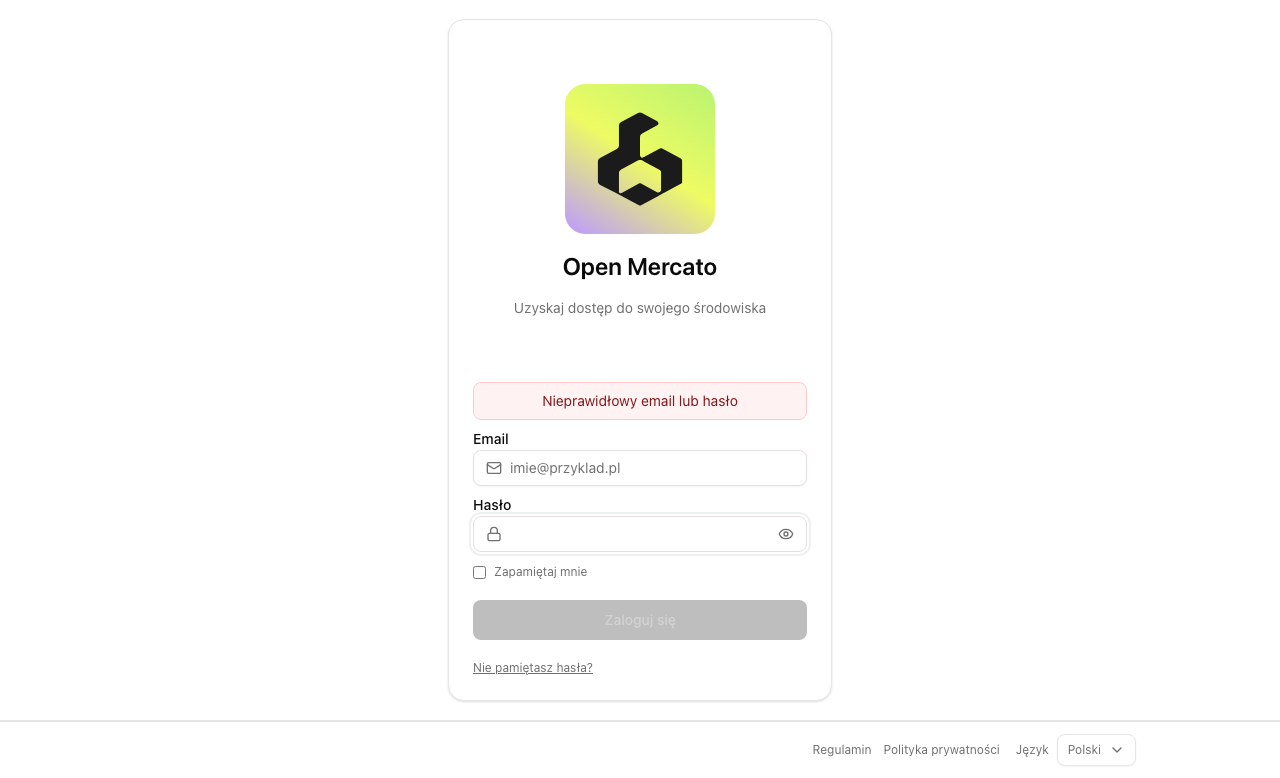 Open Mercato
Uzyskaj dostęp do swojego środowiska
Nieprawidłowy email lub hasło
Email
imie@przyklad.pl
Hasło
Zapamiętaj mnie
Zaloguj się
Nie pamiętasz hasła?
Regulamin Polityka prywatności Język Polski